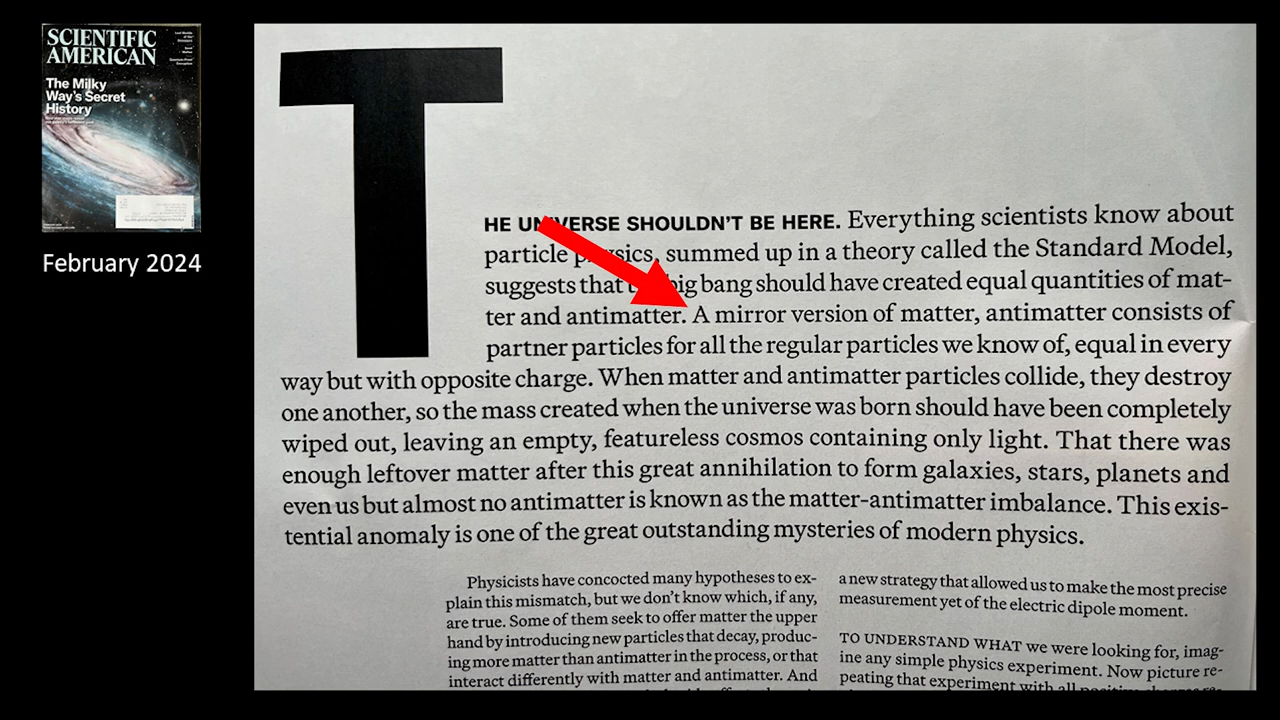 SCIENTIFIC
AMERICAN
The Milky
Way's Secret
History
February 2024
THE UNIVERSE SHOULDN'T BE HERE. Everything scientists know about
particle physics, summed up in a theory called the Standard Model,
suggests that the big bang should have created equal quantities of mat-
ter and antimatter. A mirror version of matter, antimatter consists of
partner particles for all the regular particles we know of, equal in every
way but with opposite charge. When matter and antimatter particles collide, they destroy
one another, so the mass created when the universe was born should have been completely
wiped out, leaving an empty, featureless cosmos containing only light. That there was
enough leftover matter after this great annihilation to form galaxies, stars, planets and
even us but almost no antimatter is known as the matter-antimatter imbalance. This exis-
tential anomaly is one of the great outstanding mysteries of modern physics.
Physicists have concocted many hypotheses to ex-
plain this mismatch, but we don't know which, if any,
are true. Some of them seek to offer matter the upper
hand by introducing new particles that decay, produc-
ing more matter than antimatter in the process, or that
interact differently with matter and antimatter. And
a new strategy that allowed us to make the most precise
measurement yet of the electric dipole moment.
TO UNDERSTAND WHAT we were looking for, imag-
ine any simple physics experiment. Now picture re-
peating that experiment with all positive charges re-